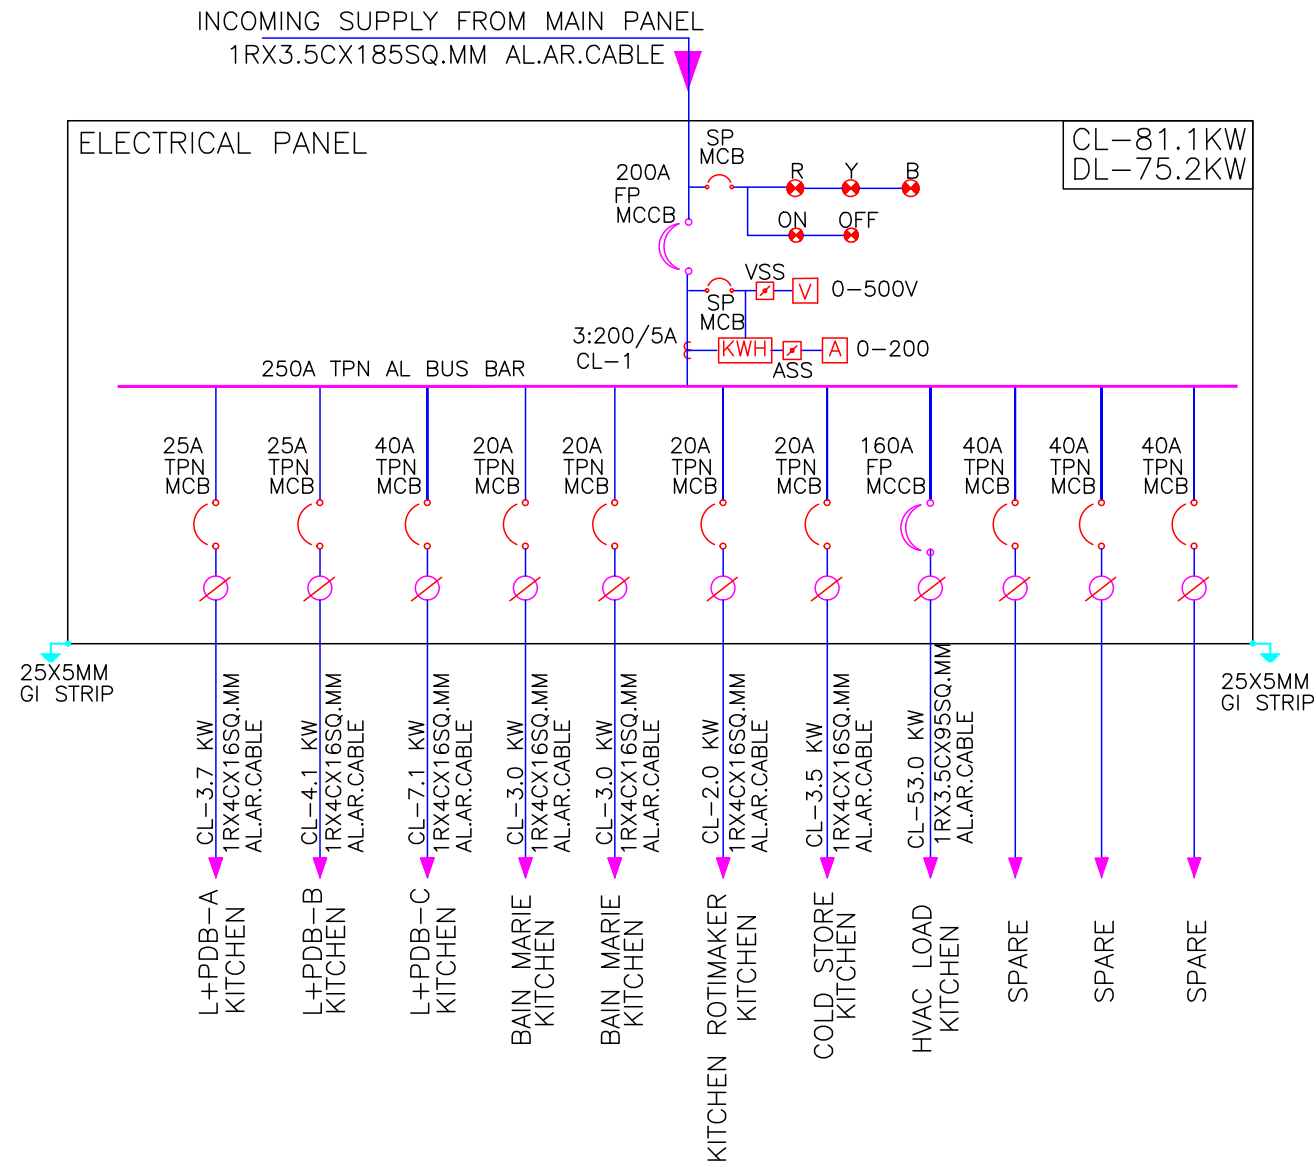 INCOMING SUPPLY FROM MAIN PANEL
1RX3.5CX185SQ.MM AL.AR.CABLE
ELECTRICAL PANEL
CL-81.1KW
DL-75.2KW
SP
MCB
R Y B
200A
FP
MCCB
ON OFF
VSS
V 0-500V
SP
MCB
3:200/5A
CL-1
KWH A 0-200
ASS
250A TPN AL BUS BAR
25A
TPN
MCB
25A
TPN
MCB
40A
TPN
MCB
20A
TPN
MCB
20A
TPN
MCB
20A
TPN
MCB
20A
TPN
MCB
160A
FP
MCCB
40A
TPN
MCB
40A
TPN
MCB
40A
TPN
MCB
25X5MM
GI STRIP
25X5MM
GI STRIP
CL-3.7 KW
1RX4CX16SQ.MM
AL.AR.CABLE
CL-4.1 KW
1RX4CX16SQ.MM
AL.AR.CABLE
CL-7.1 KW
1RX4CX16SQ.MM
AL.AR.CABLE
CL-3.0 KW
1RX4CX16SQ.MM
AL.AR.CABLE
CL-3.0 KW
1RX4CX16SQ.MM
AL.AR.CABLE
CL-2.0 KW
1RX4CX16SQ.MM
AL.AR.CABLE
CL-3.5 KW
1RX4CX16SQ.MM
AL.AR.CABLE
CL-53.0 KW
1RX3.5CX95SQ.MM
AL.AR.CABLE
L+PDB-A
KITCHEN
L+PDB-B
KITCHEN
L+PDB-C
KITCHEN
BAIN MARIE
KITCHEN
BAIN MARIE
KITCHEN
KITCHEN ROTIMAKER
KITCHEN
COLD STORE
KITCHEN
HVAC LOAD
KITCHEN
SPARE
SPARE
SPARE